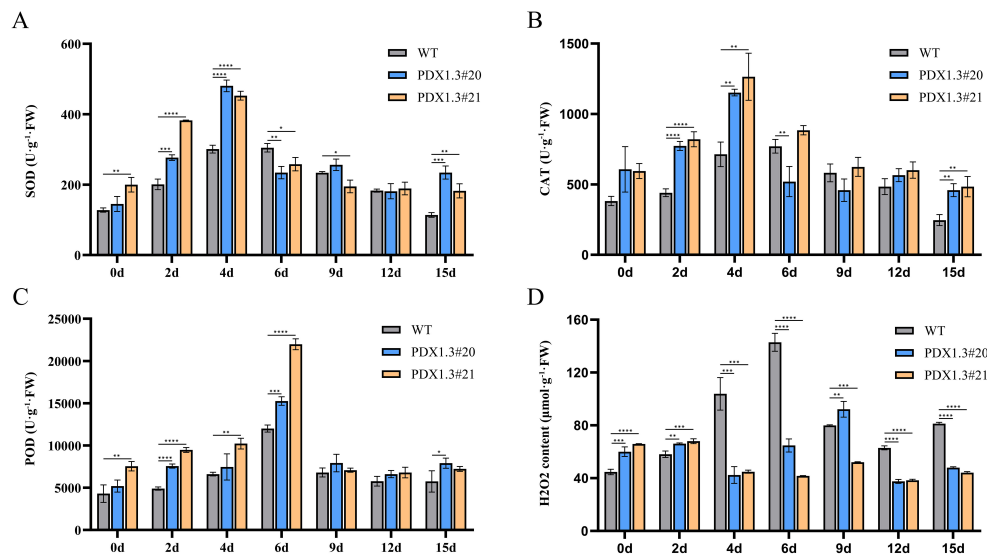 A
SOD (U·g⁻¹·FW)
600
400
200
0
**
***
****
****
****
**
*
*
***
**
0d 2d 4d 6d 9d 12d 15d
WT
PDX1.3#20
PDX1.3#21
B
CAT (U·g⁻¹·FW)
1500
1000
500
0
****
****
**
**
**
**
**
0d 2d 4d 6d 9d 12d 15d
WT
PDX1.3#20
PDX1.3#21
C
POD (U·g⁻¹·FW)
25000
20000
15000
10000
5000
0
**
****
****
**
***
****
*
0d 2d 4d 6d 9d 12d 15d
WT
PDX1.3#20
PDX1.3#21
D
H2O2 content (μmol·g⁻¹·FW)
160
120
80
40
0
***
****
**
***
***
***
****
****
**
***
****
****
****
****
0d 2d 4d 6d 9d 12d 15d
WT
PDX1.3#20
PDX1.3#21